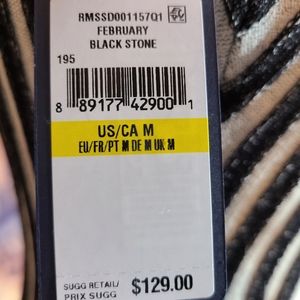 RMSSD001157Q1
FEBRUARY
BLACK STONE
195
8 89177 42900 1
US/CA M
EU/FR/PT M DE M UK M
SUGG RETAIL/
PRIX SUGG
$129.00